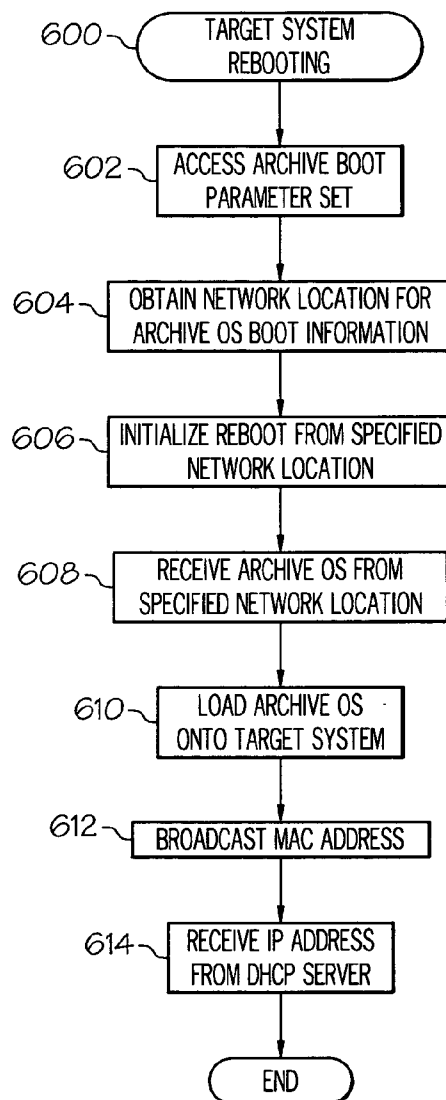 600
TARGET SYSTEM
REBOOTING
602
ACCESS ARCHIVE BOOT
PARAMETER SET
604
OBTAIN NETWORK LOCATION FOR
ARCHIVE OS BOOT INFORMATION
606
INITIALIZE REBOOT FROM SPECIFIED
NETWORK LOCATION
608
RECEIVE ARCHIVE OS FROM
SPECIFIED NETWORK LOCATION
610
LOAD ARCHIVE OS
ONTO TARGET SYSTEM
612
BROADCAST MAC ADDRESS
614
RECEIVE IP ADDRESS
FROM DHCP SERVER
END